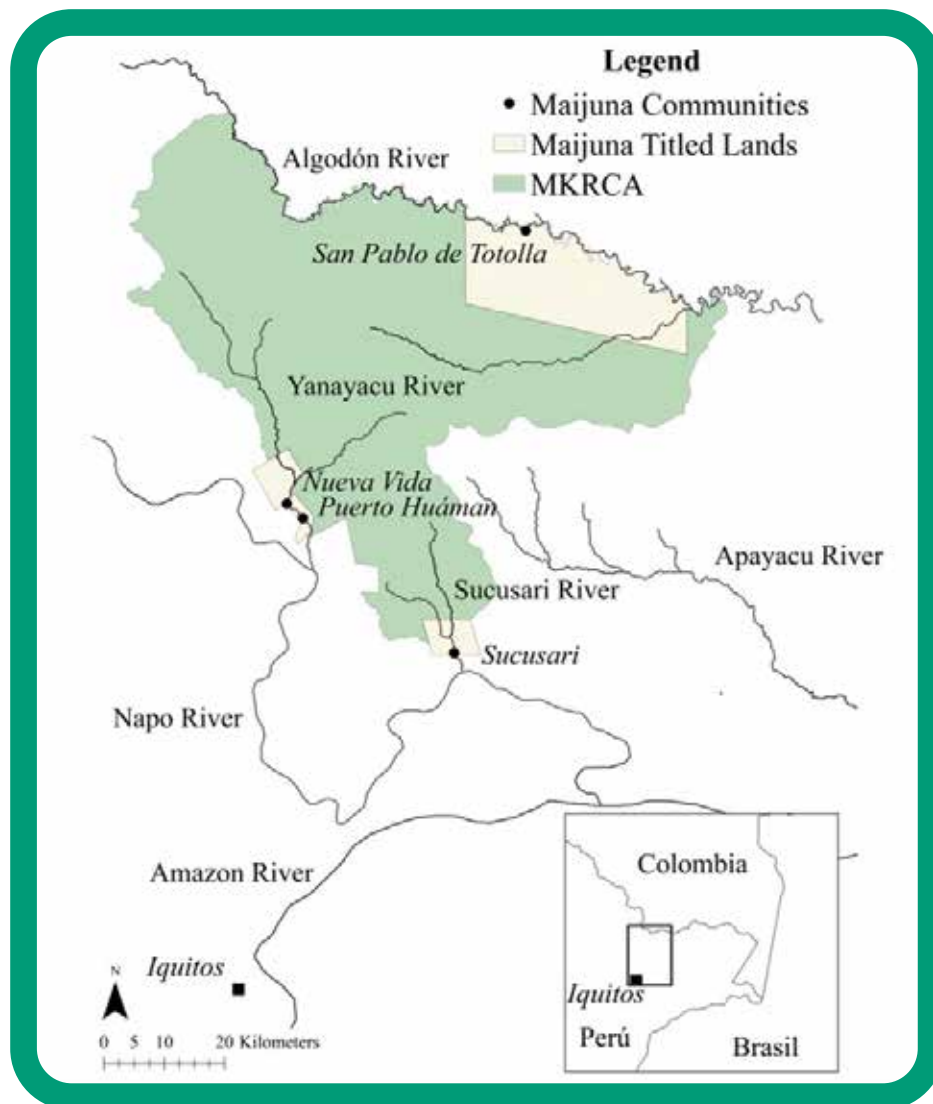 Legend
Maijuna Communities
Maijuna Titled Lands
MKRCA
Algodón River
San Pablo de Totolla
Yanayacu River
Nueva Vida
Puerto Huáman
Apayacu River
Sucusari River
Sucusari
Napo River
Amazon River
Iquitos
N
0 5 10 20 Kilometers
Colombia
Iquitos
Perú
Brasil